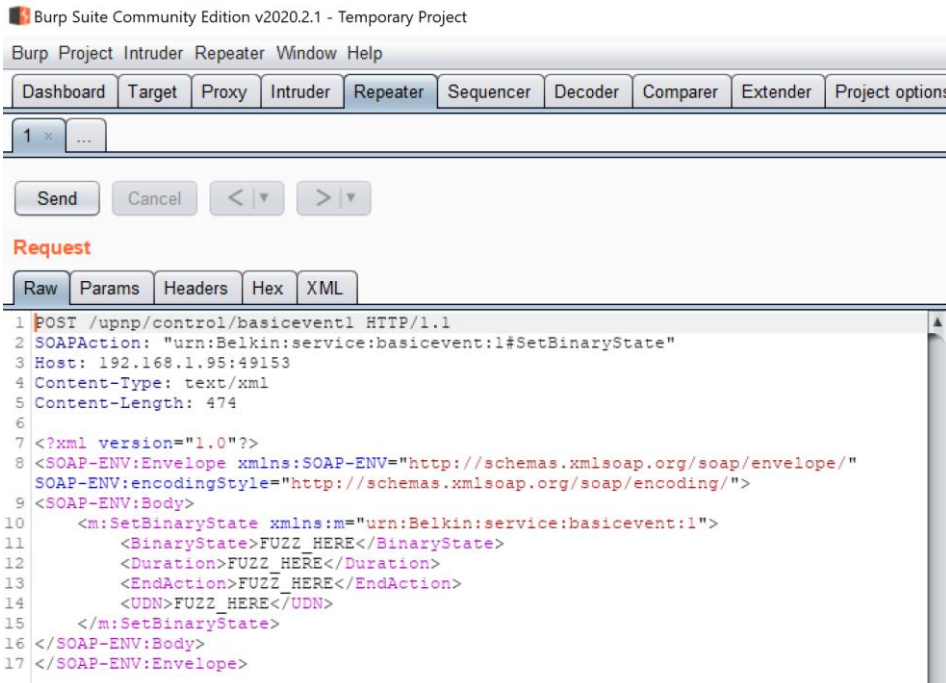 Burp Suite Community Edition v2020.2.1 - Temporary Project
Burp Project Intruder Repeater Window Help
Dashboard Target Proxy Intruder Repeater Sequencer Decoder Comparer Extender Project options
1 × ...
Send Cancel < ▼ > ▼
Request
Raw Params Headers Hex XML
1 POST /upnp/control/basicevent1 HTTP/1.1
2 SOAPAction: "urn:Belkin:service:basicevent:1#SetBinaryState"
3 Host: 192.168.1.95:49153
4 Content-Type: text/xml
5 Content-Length: 474
6
7 <?xml version="1.0"?>
8 <SOAP-ENV:Envelope xmlns:SOAP-ENV="http://schemas.xmlsoap.org/soap/envelope/"
SOAP-ENV:encodingStyle="http://schemas.xmlsoap.org/soap/encoding/">
9 <SOAP-ENV:Body>
10 <m:SetBinaryState xmlns:m="urn:Belkin:service:basicevent:1">
11 <BinaryState>FUZZ_HERE</BinaryState>
12 <Duration>FUZZ_HERE</Duration>
13 <EndAction>FUZZ_HERE</EndAction>
14 <UDN>FUZZ_HERE</UDN>
15 </m:SetBinaryState>
16 </SOAP-ENV:Body>
17 </SOAP-ENV:Envelope>